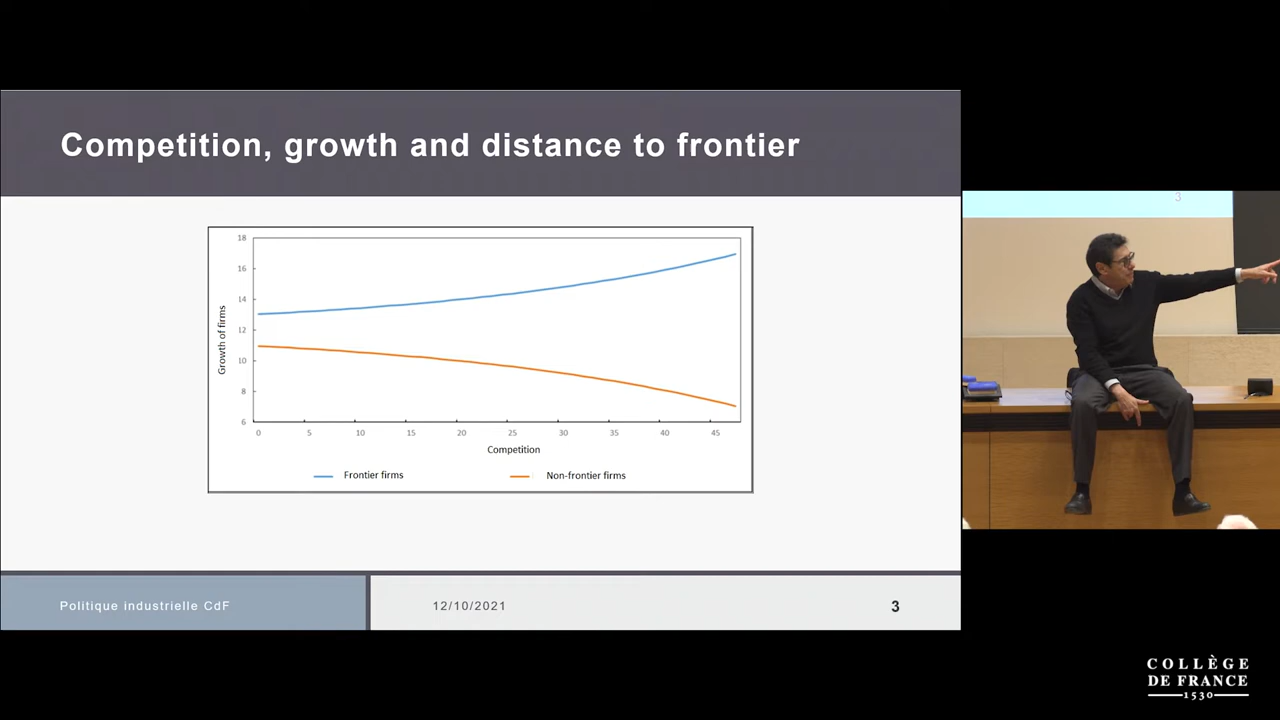 Competition, growth and distance to frontier
18
16
14
12
10
8
6
Growth of firms
0 5 10 15 20 25 30 35 40 45
Competition
Frontier firms
Non-frontier firms
Politique industrielle CdF
12/10/2021
3
3
COLLÈGE
DE FRANCE
1530